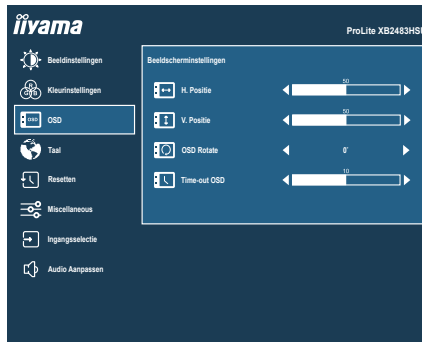 iiyama
ProLite XB2483HSU
Beeldinstellingen
Kleurinstellingen
OSD
Taal
Resetten
Miscellaneous
Ingangsselectie
Audio Aanpassen
Beeldscherminstellingen
H. Positie
50
V. Positie
50
OSD Rotate
0'
Time-out OSD
10
R
G B
OSD